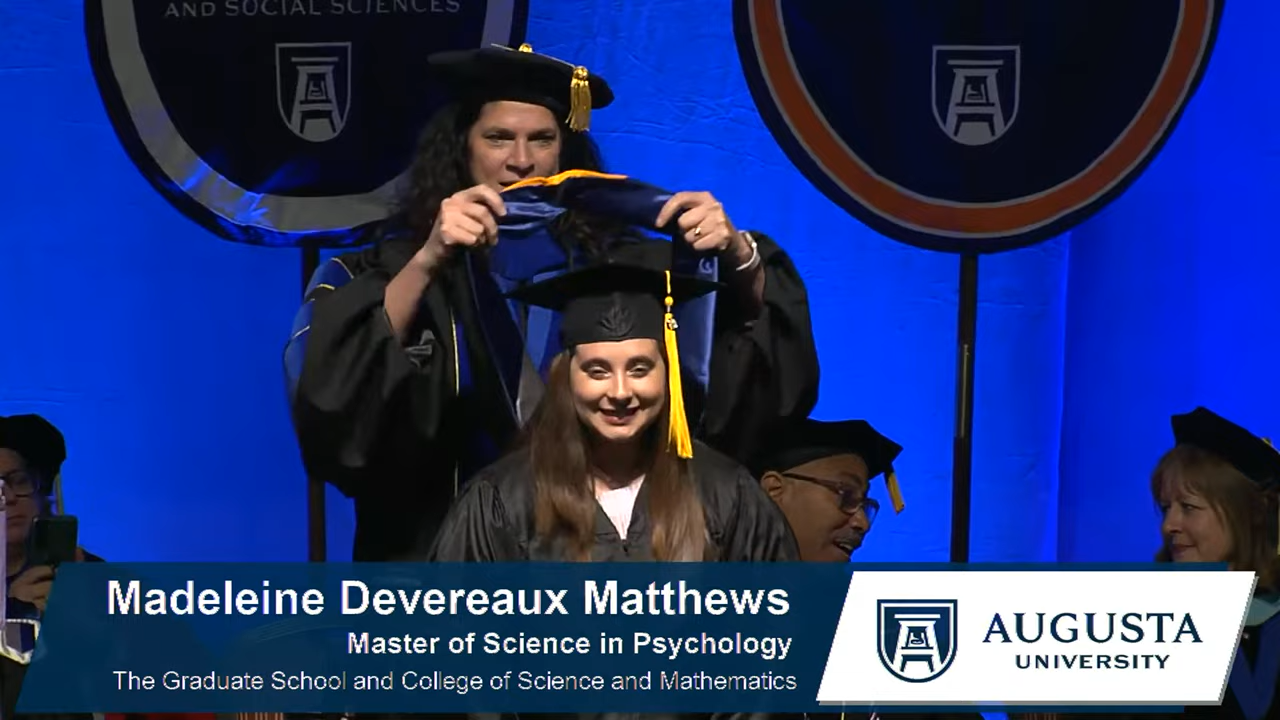 AND SOCIAL SCIENCES
Madeleine Devereaux Matthews
Master of Science in Psychology
The Graduate School and College of Science and Mathematics
AUGUSTA
UNIVERSITY